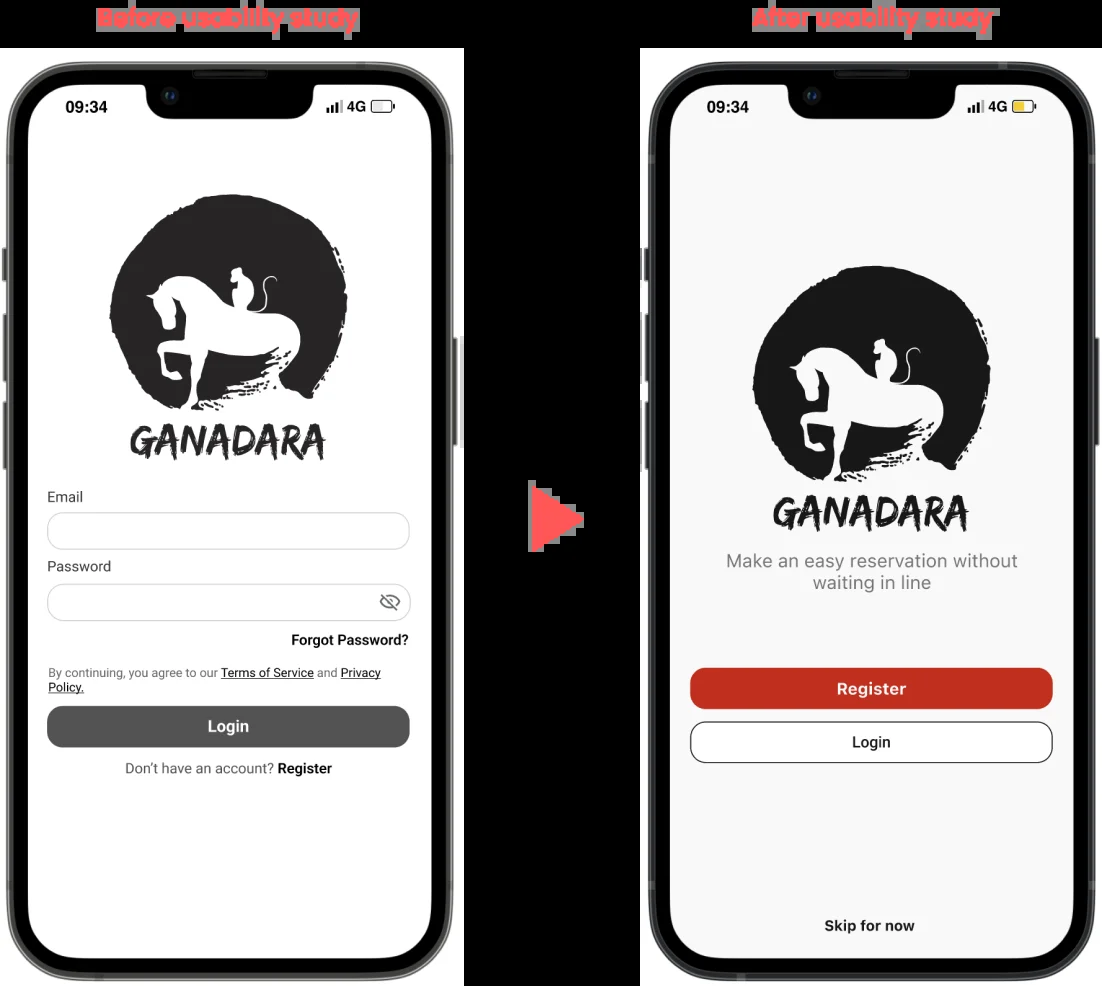 Before usability study
After usability study
09:34
4G
GANADARA
Email
Password
Forgot Password?
By continuing, you agree to our Terms of Service and Privacy
Policy.
Login
Don't have an account? Register
09:34
4G
GANADARA
Make an easy reservation without
waiting in line
Register
Login
Skip for now